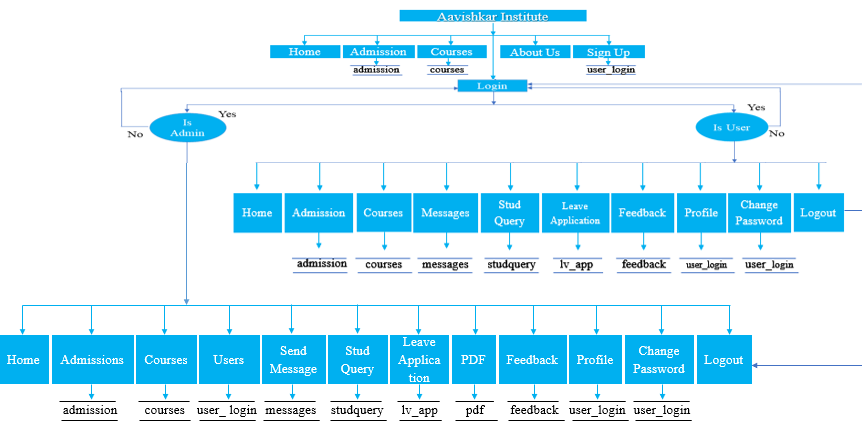 Aavishkar Institute
Home Admission Courses About Us Sign Up
admission courses user_login
Login
Yes Yes
Is
Admin
Is User
No No
Home Admission Courses Messages Stud
Query Leave
Application Feedback Profile Change
Password Logout
admission courses messages studquery lv_app feedback user_login user_login
Home Admissions Courses Users Send
Message Stud
Query Leave
Applica
tion PDF Feedback Profile Change
Password Logout
admission courses user_ login messages studquery lv_app pdf feedback user_login user_login